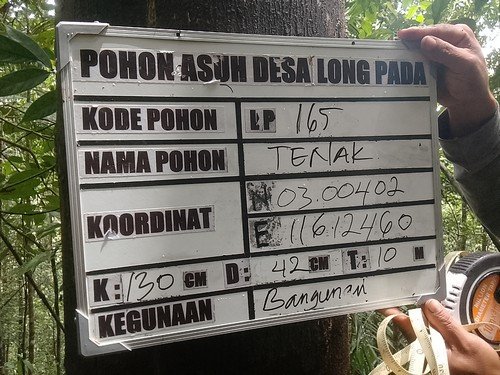 POHON ASUH DESA LONG PADA
KODE POHON LP 165
NAMA POHON TENAK
KOORDINAT N 03.00402
E 116.12460
K: 130 CM D: 42 CM T: 10 M
KEGUNAAN Bangunan